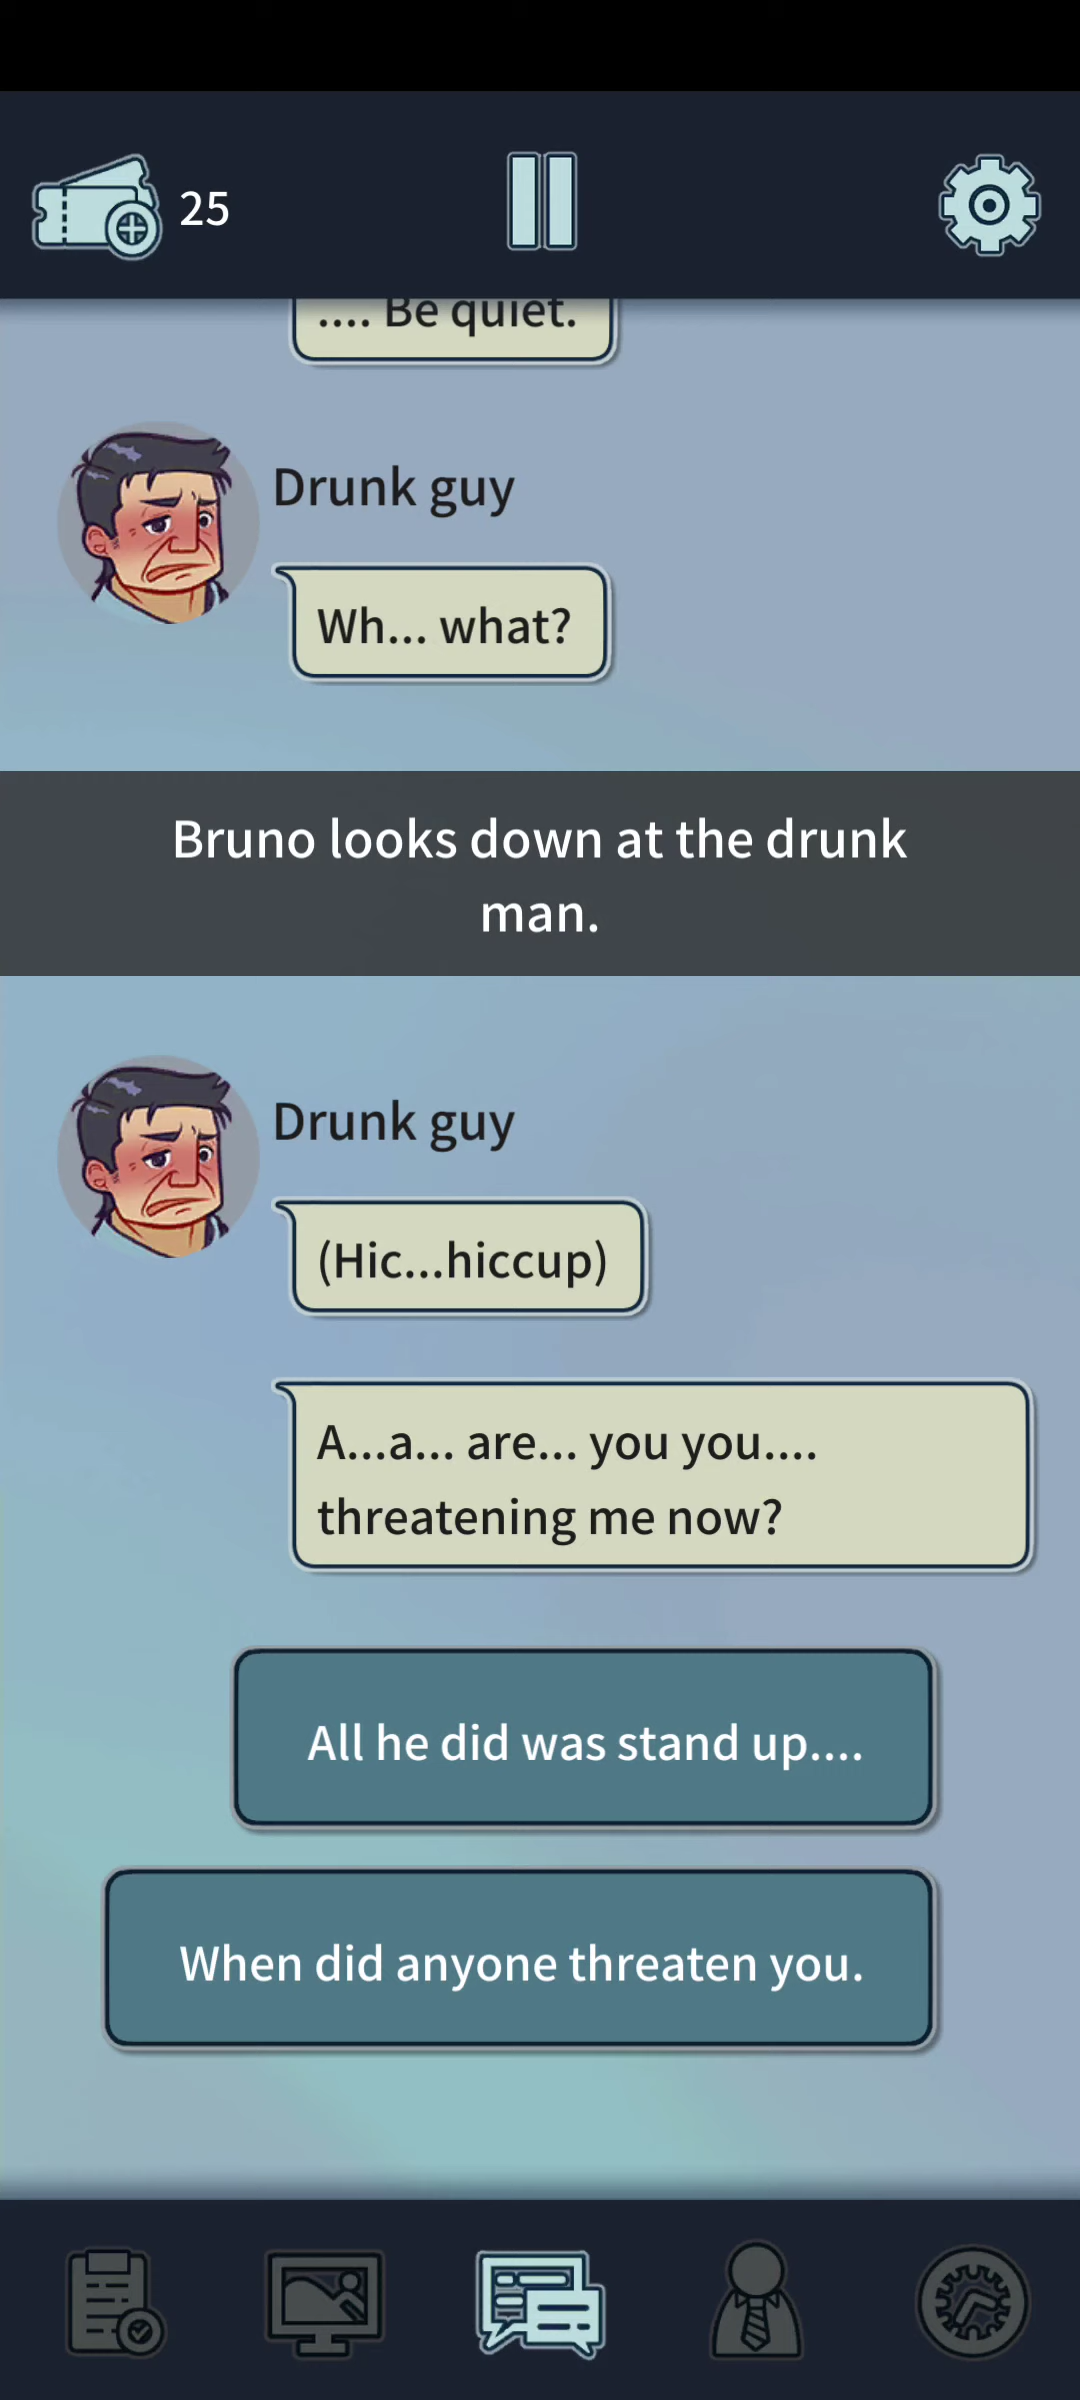 25
.... Be quiet.
Drunk guy
Wh... what?
Bruno looks down at the drunk
man.
Drunk guy
(Hic...hiccup)
A...a... are... you you....
threatening me now?
All he did was stand up....
When did anyone threaten you.